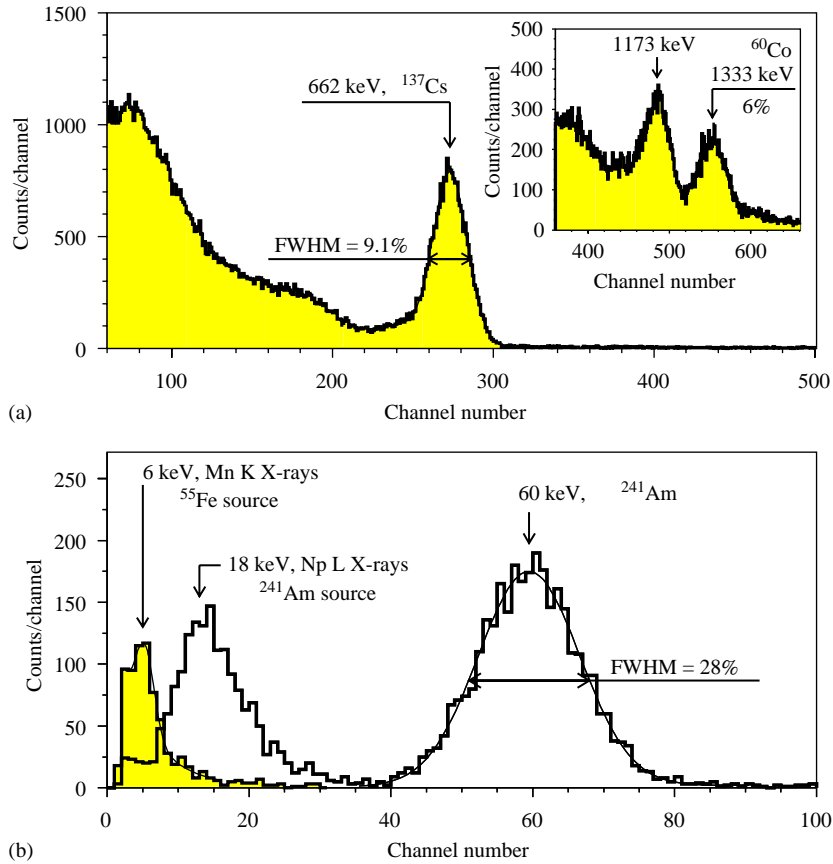 1500
1000
500
0
Counts/channel
662 keV, 137Cs
FWHM = 9.1%
100
200
300
400
500
Channel number
(a)
500
400
300
200
100
0
Counts/channel
1173 keV
60Co
1333 keV
6%
400
500
600
Channel number
250
200
150
100
50
0
Counts/channel
6 keV, Mn K X-rays
55Fe source
18 keV, Np L X-rays
241Am source
60 keV, 241Am
FWHM = 28%
0
20
40
60
80
100
Channel number
(b)